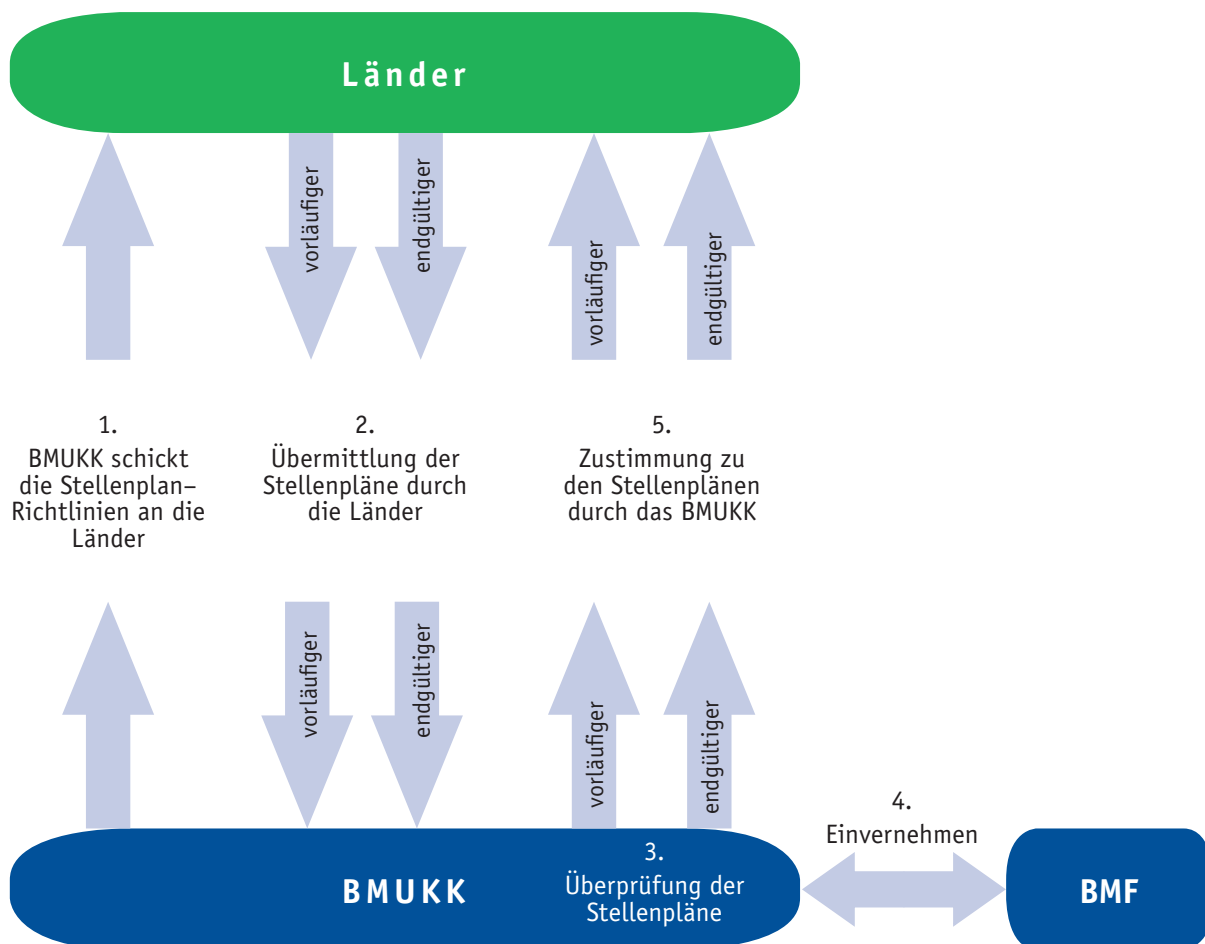 Länder
vorläufiger
endgültiger
vorläufiger
endgültiger
1.
BMUKK schickt
die Stellenplan–
Richtlinien an die
Länder
2.
Übermittlung der
Stellenpläne durch
die Länder
5.
Zustimmung zu
den Stellenplänen
durch das BMUKK
vorläufiger
endgültiger
vorläufiger
endgültiger
4.
Einvernehmen
BMUKK
3.
Überprüfung der
Stellenpläne
BMF